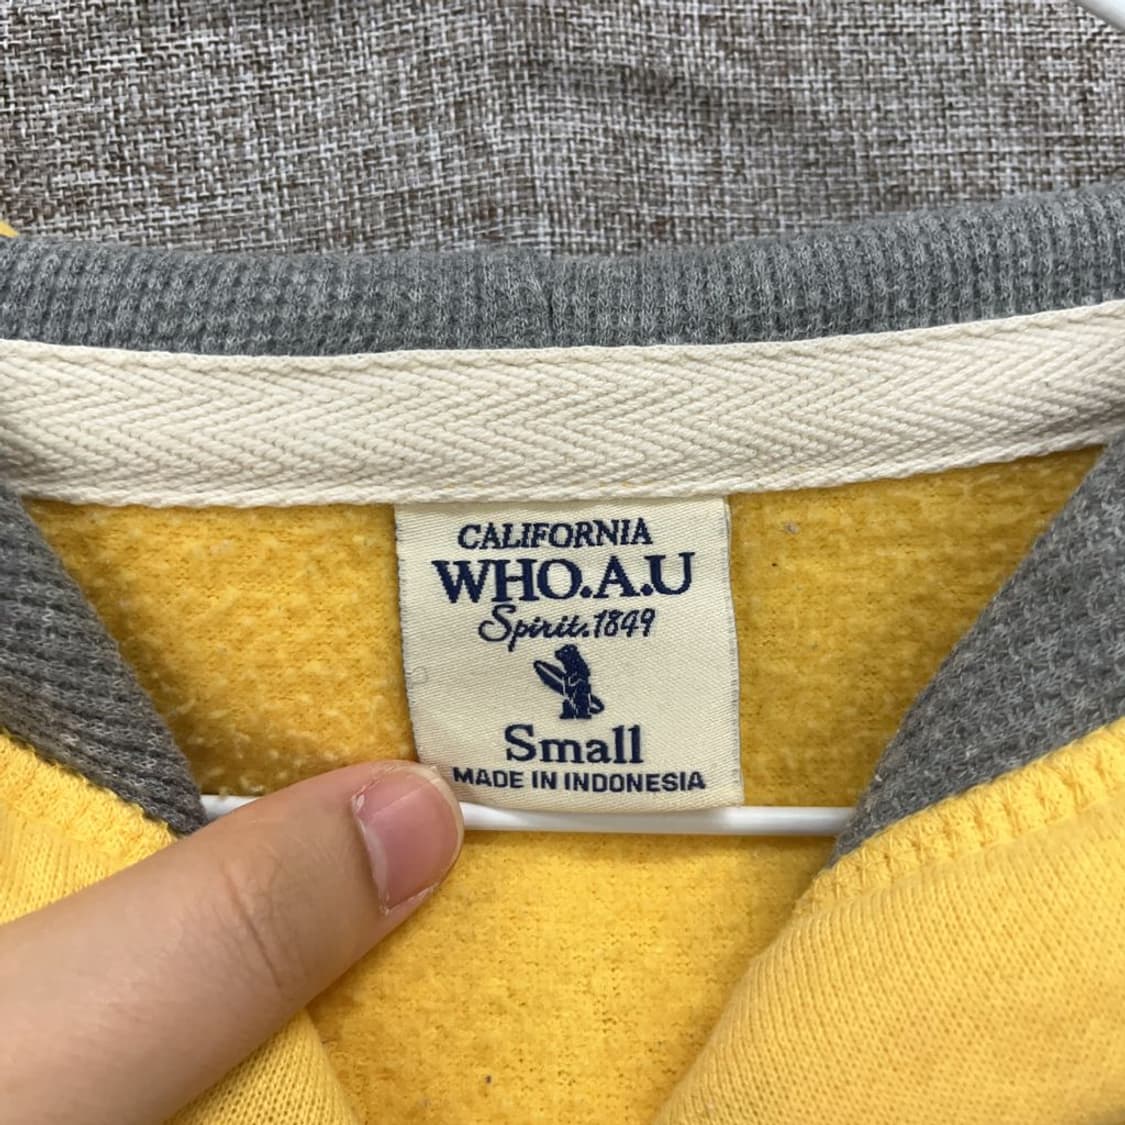 CALIFORNIA
WHO.A.U
Spirit.1849
Small
MADE IN INDONESIA